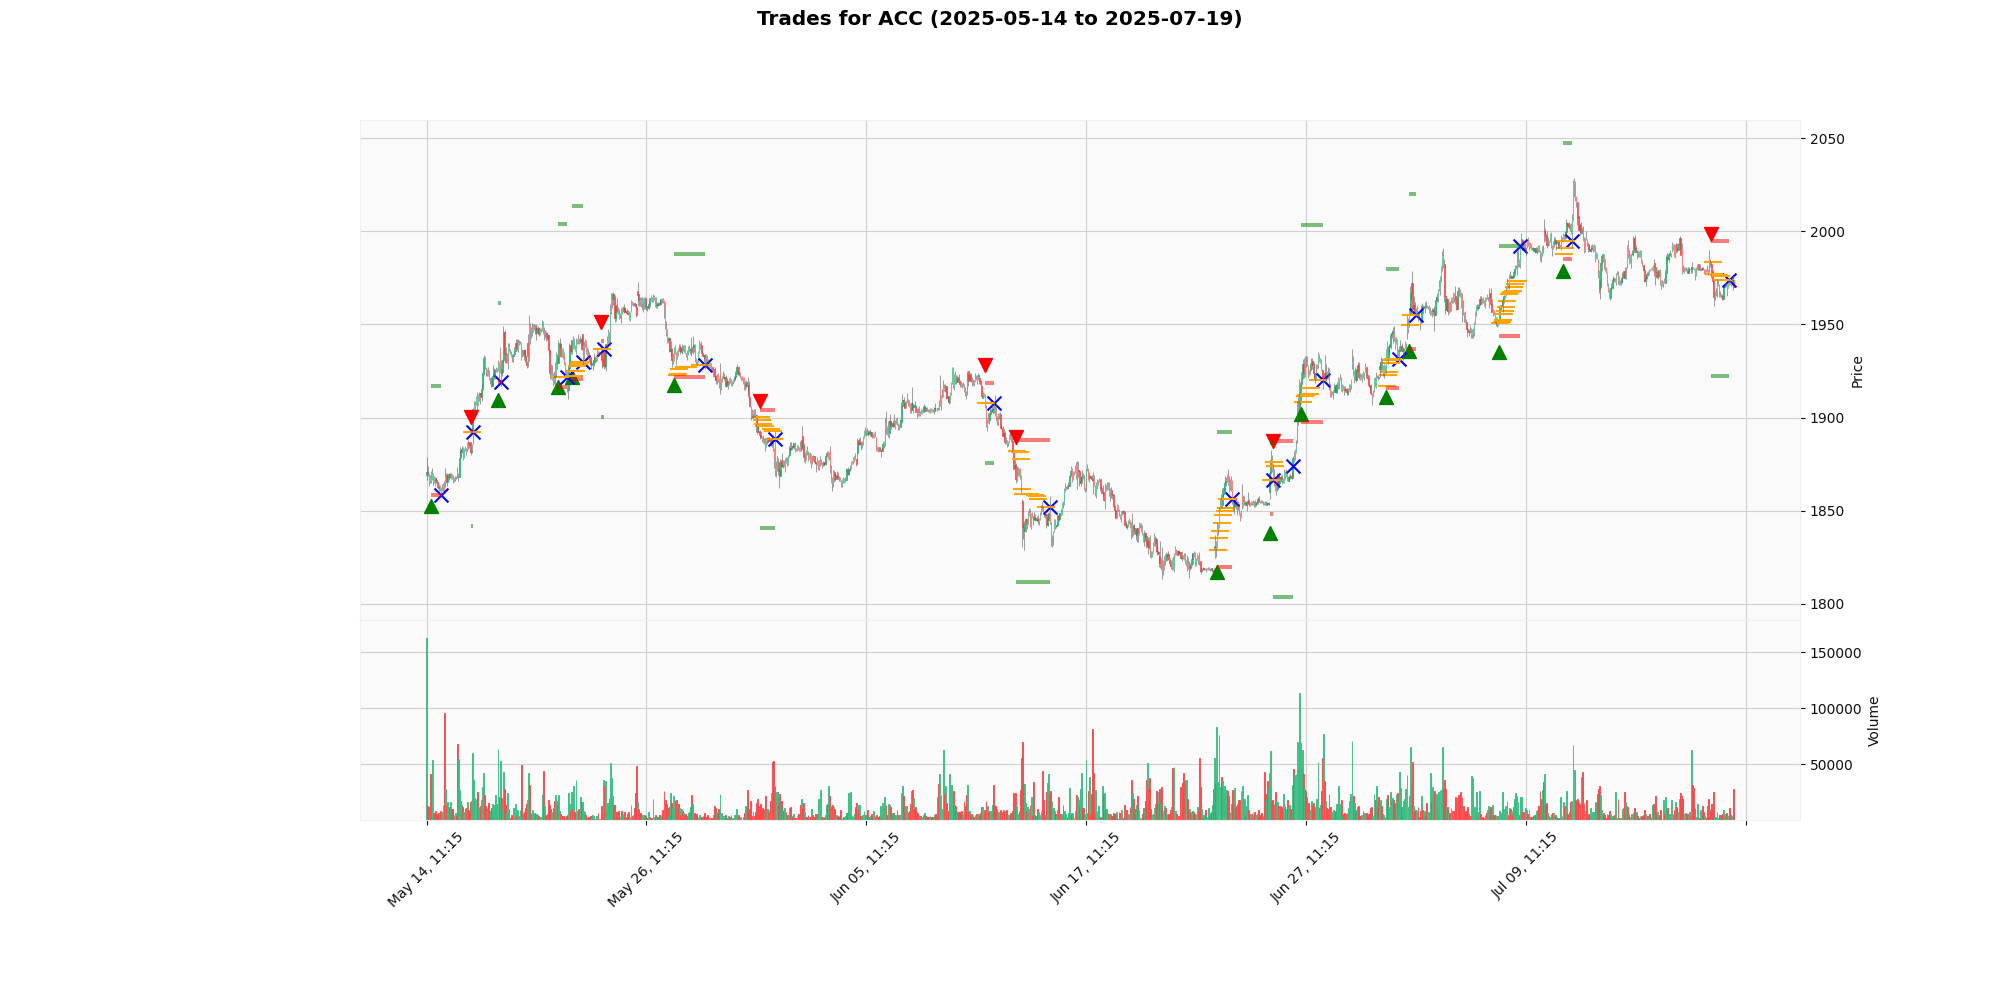 Trades for ACC (2025-05-14 to 2025-07-19)
2050
2000
1950
1900
1850
1800
Price
150000
100000
50000
Volume
May 14, 11:15
May 26, 11:15
Jun 05, 11:15
Jun 17, 11:15
Jun 27, 11:15
Jul 09, 11:15